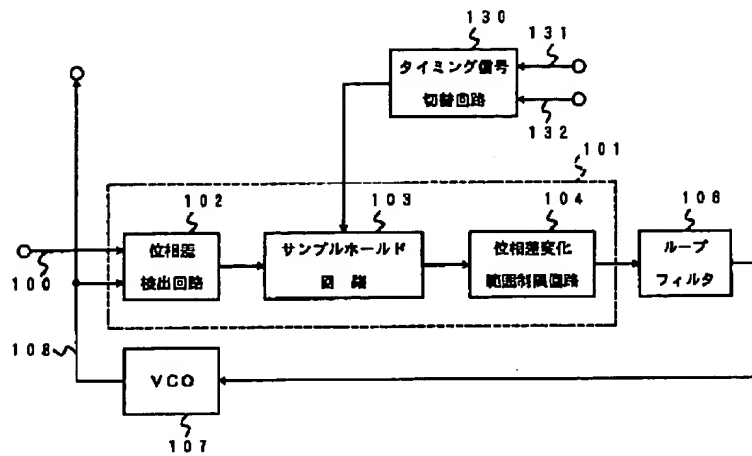 130
タイミング信号
切替回路
131
132
101
102
位相差
検出回路
103
サンプルホールド
回 路
104
位相差変化
範囲制限回路
106
ループ
フィルタ
100
108
VCO
107